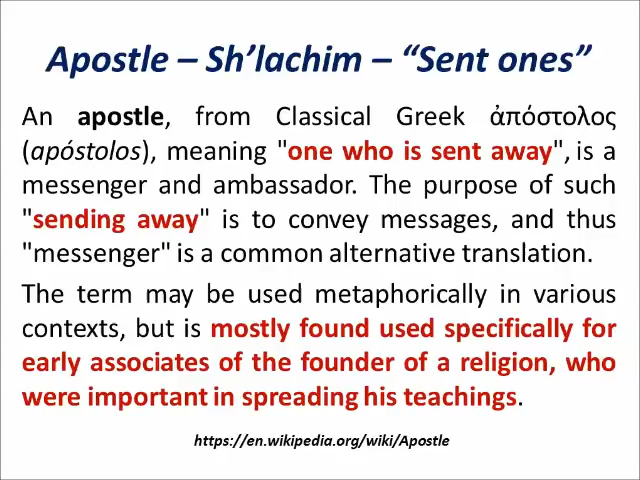 Apostle – Sh’lachim – “Sent ones”
An apostle, from Classical Greek ἀπόστολος
(apóstolos), meaning "one who is sent away", is a
messenger and ambassador. The purpose of such
"sending away" is to convey messages, and thus
"messenger" is a common alternative translation.
The term may be used metaphorically in various
contexts, but is mostly found used specifically for
early associates of the founder of a religion, who
were important in spreading his teachings.
https://en.wikipedia.org/wiki/Apostle